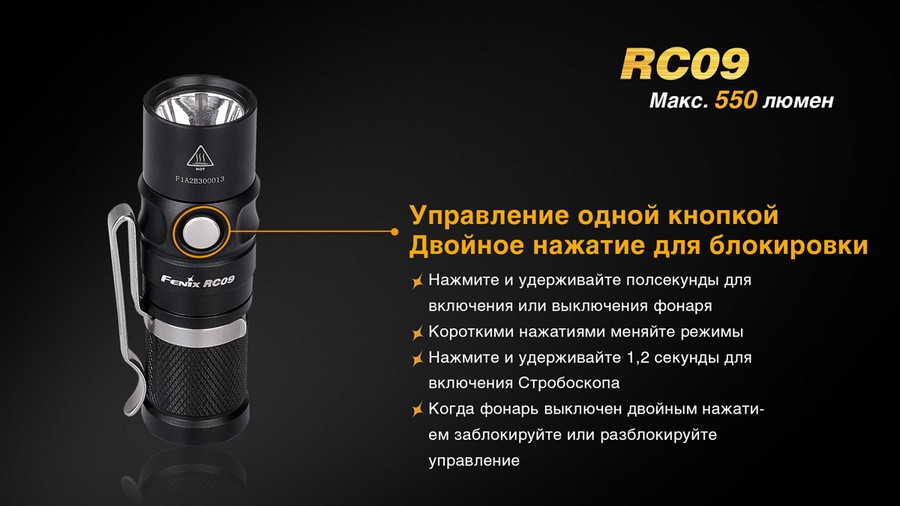 RC09
Макс. 550 люмен
HOT
F1A2B300013
FENIX RC09
Управление одной кнопкой
Двойное нажатие для блокировки
Нажмите и удерживайте полсекунды для
включения или выключения фонаря
Короткими нажатиями меняйте режимы
Нажмите и удерживайте 1,2 секунды для
включения Стробоскопа
Когда фонарь выключен двойным нажати-
ем заблокируйте или разблокируйте
управление